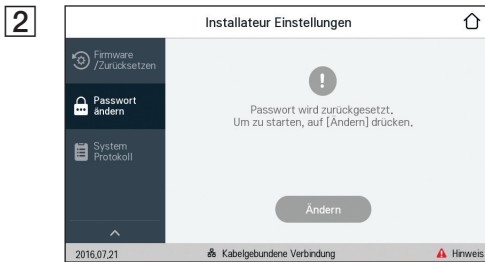 2
Installateur Einstellungen
Firmware
/Zurücksetzen
Passwort
ändern
System
Protokoll
Passwort wird zurückgesetzt.
Um zu starten, auf [Ändern] drücken.
Ändern
2016.07.21
Kabelgebundene Verbindung
Hinweis